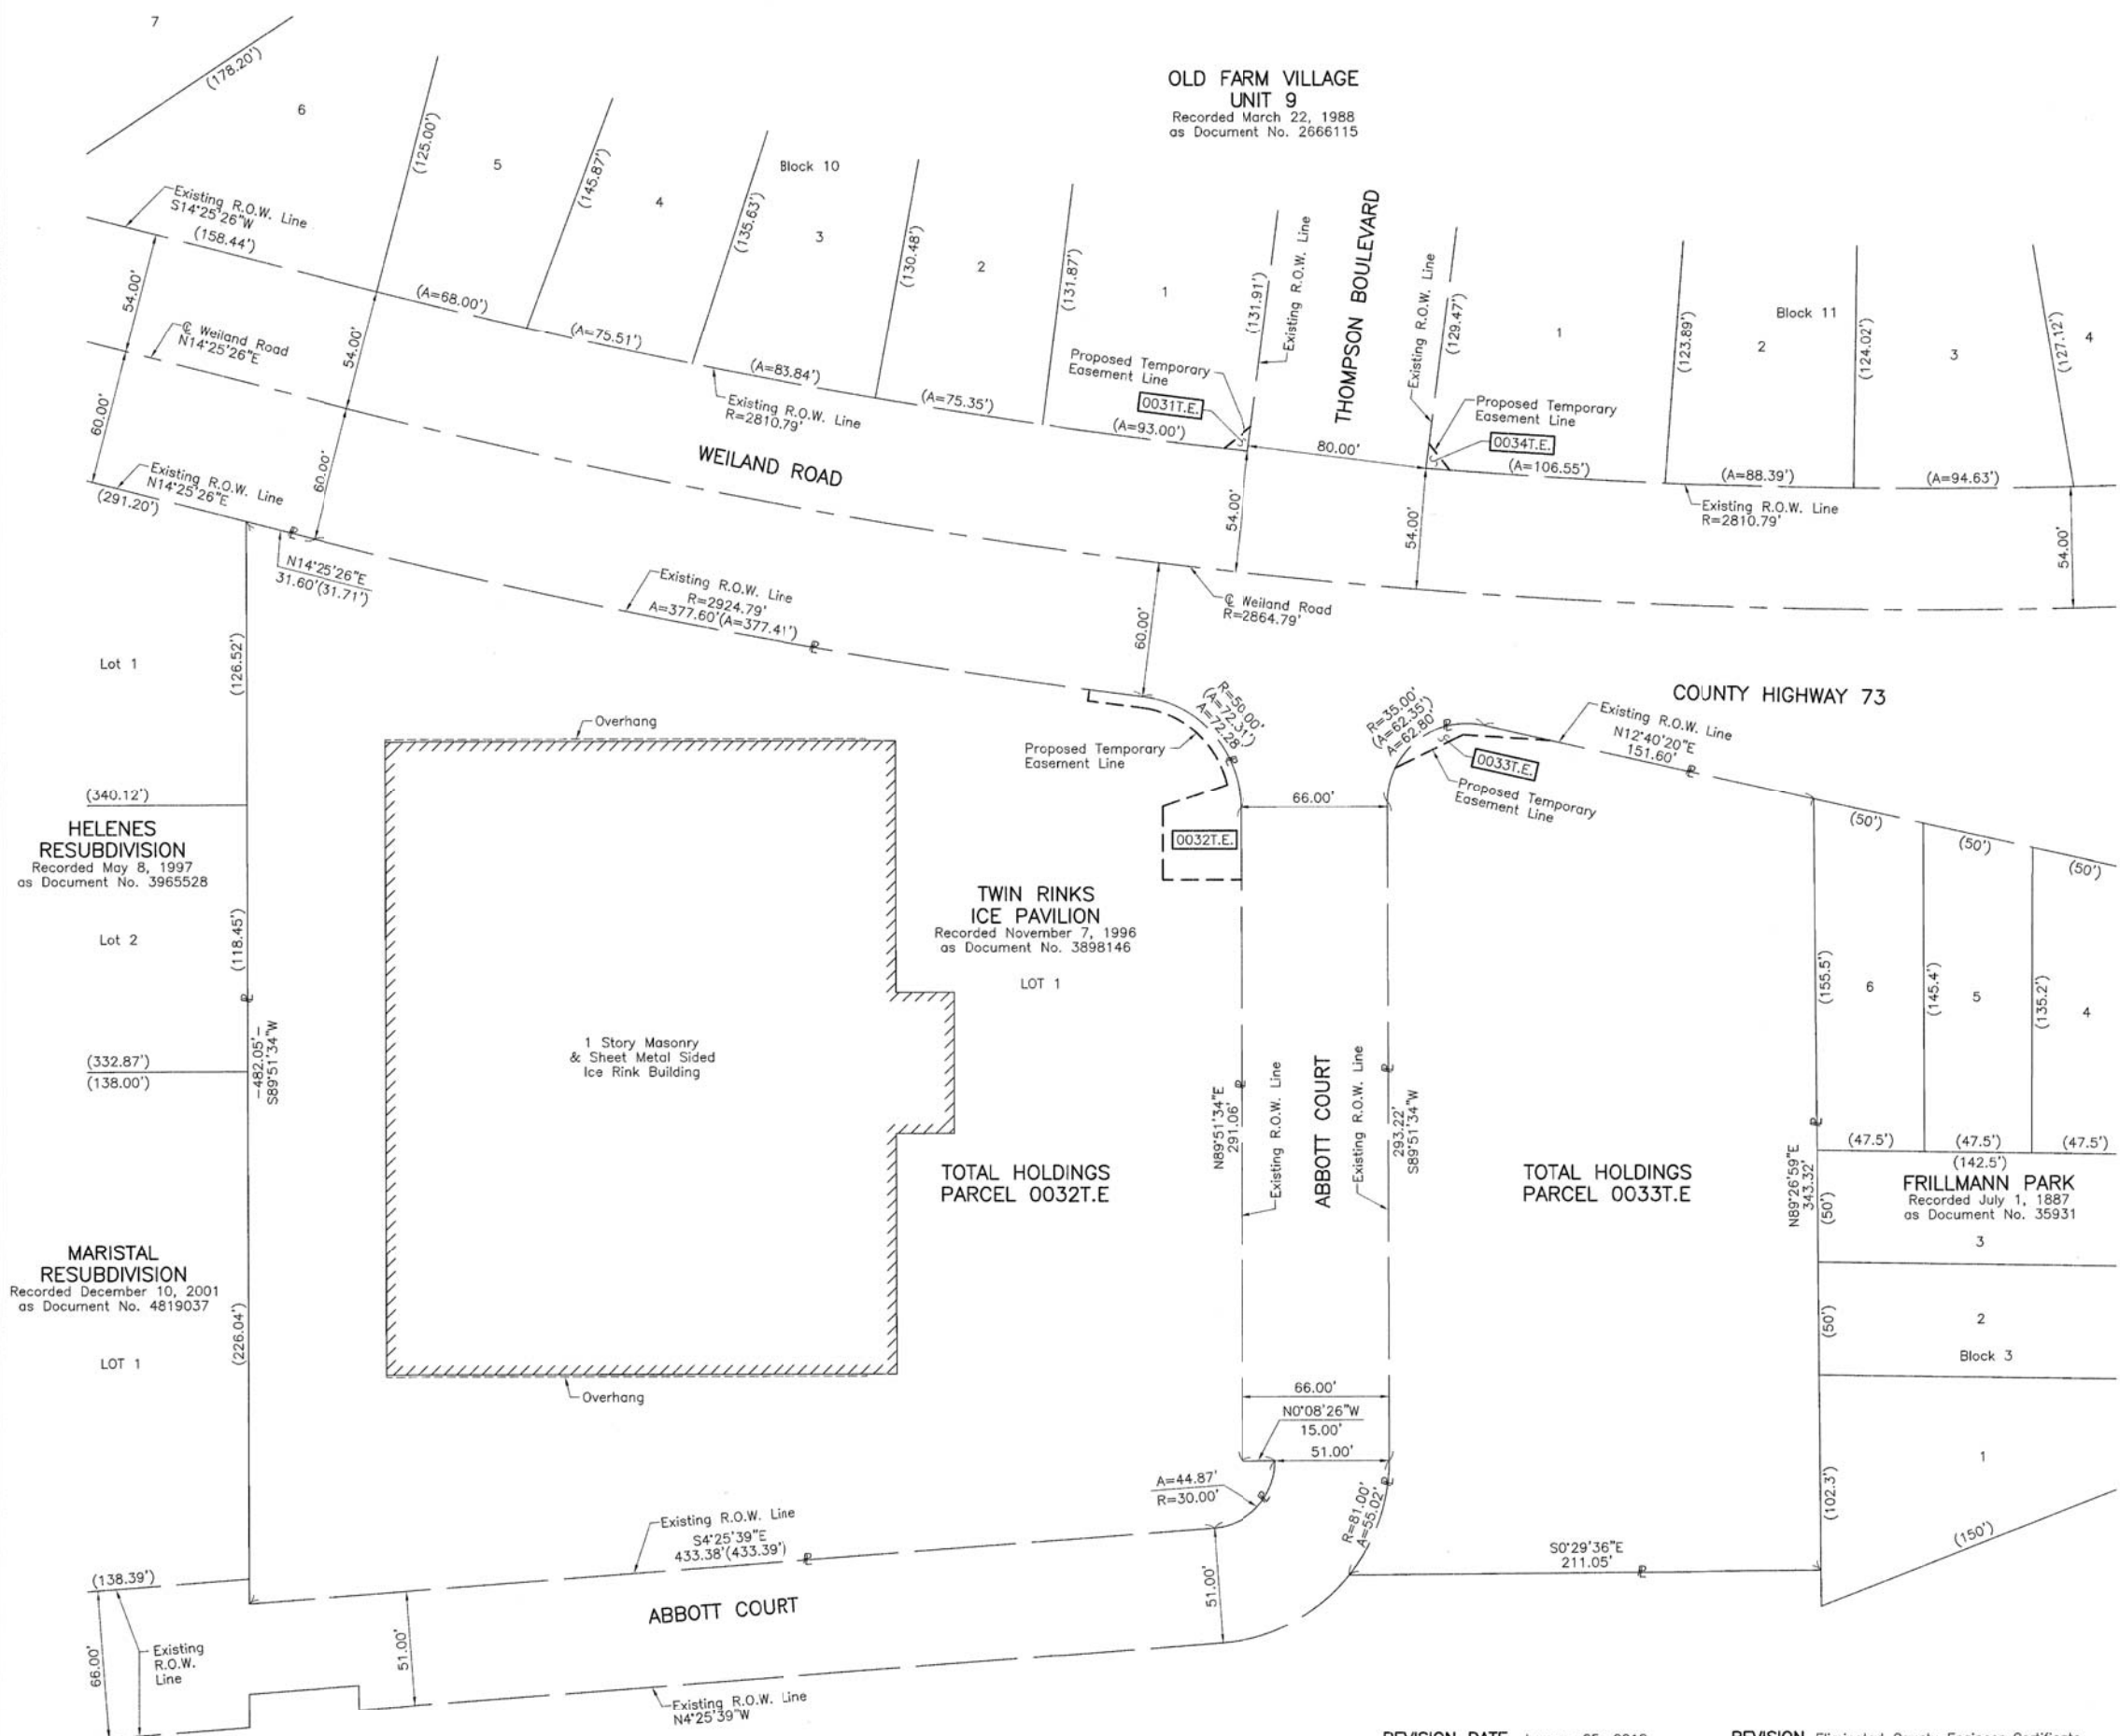 7
(178.20')
6
(125.00')
5
(145.87')
4
(135.63')
Block 10
3
(130.48')
2
(131.87')
1
OLD FARM VILLAGE
UNIT 9
Recorded March 22, 1988
as Document No. 2666115
Existing R.O.W. Line
S14°25'26"W
(158.44')
54.00'
℄ Weiland Road
N14°25'26"E
60.00'
Existing R.O.W. Line
N14°25'26"E
(291.20')
54.00'
60.00'
(A=68.00')
(A=75.51')
(A=83.84')
Existing R.O.W. Line
R=2810.79'
(A=75.35')
(A=93.00')
WEILAND ROAD
Proposed Temporary
Easement Line
0031T.E.
(131.91')
Existing R.O.W. Line
THOMPSON BOULEVARD
80.00'
Existing R.O.W. Line
(129.47')
Proposed Temporary
Easement Line
0034T.E.
1
(A=106.55')
(123.89')
Block 11
2
(A=88.39')
Existing R.O.W. Line
R=2810.79'
(124.02')
3
(A=94.63')
(127.12')
4
54.00'
54.00'
54.00'
N14°25'26"E
31.60'(31.71')
Existing R.O.W. Line
R=2924.79'
A=377.60'(A=377.41')
60.00'
℄ Weiland Road
R=2864.79'
COUNTY HIGHWAY 73
R=50.00'
(A=72.31')
A=72.28'
R=35.00'
(A=62.35')
A=62.80'
Existing R.O.W. Line
N12°40'20"E
151.60'
0033T.E.
Proposed Temporary
Easement Line
Proposed Temporary
Easement Line
0032T.E.
66.00'
Lot 1
(126.52')
Overhang
(340.12')
HELENES
RESUBDIVISION
Recorded May 8, 1997
as Document No. 3965528
Lot 2
(118.45')
(332.87')
(138.00')
482.05'
S89°51'34"W
1 Story Masonry
& Sheet Metal Sided
Ice Rink Building
TWIN RINKS
ICE PAVILION
Recorded November 7, 1996
as Document No. 3898146
LOT 1
TOTAL HOLDINGS
PARCEL 0032T.E
N89°51'34"E
291.06'
Existing R.O.W. Line
ABBOTT COURT
Existing R.O.W. Line
293.22'
S89°51'34"W
TOTAL HOLDINGS
PARCEL 0033T.E
N89°26'59"E
343.32'
(50')
(50')
(50')
(155.5')
6
(145.4')
5
(135.2')
4
(47.5')
(47.5')
(47.5')
(142.5')
FRILLMANN PARK
Recorded July 1, 1887
as Document No. 35931
(50')
3
(50')
2
Block 3
1
(102.3')
(150')
MARISTAL
RESUBDIVISION
Recorded December 10, 2001
as Document No. 4819037
LOT 1
(226.04')
Overhang
66.00'
N0°08'26"W
15.00'
51.00'
A=44.87'
R=30.00'
R=81.00'
A=55.02'
S0°29'36"E
211.05'
Existing R.O.W. Line
S4°25'39"E
433.38'(433.39')
(138.39')
66.00'
Existing
R.O.W.
Line
51.00'
ABBOTT COURT
51.00'
Existing R.O.W. Line
N4°25'39"W